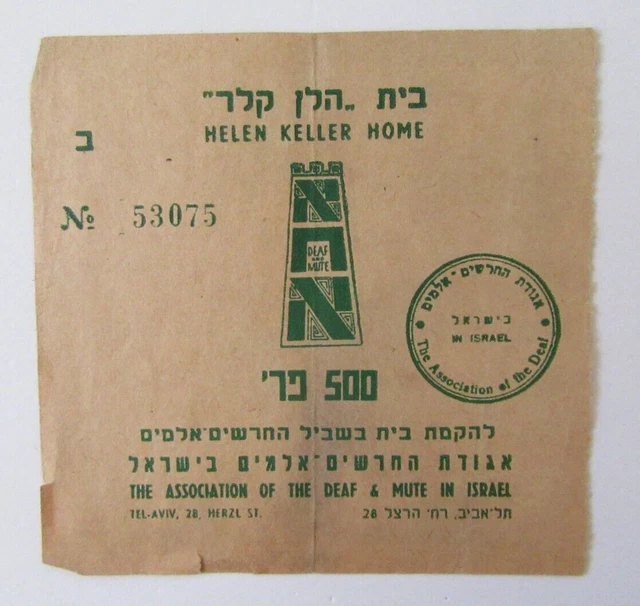 בית „הלן קלר"
HELEN KELLER HOME
ב
№ 53075
א
DEAF
AND
MUTE
ח
א
אגודת החרשים-אלמים
בישראל
IN ISRAEL
The Association of the Deaf
500 פר'
להקמת בית בשביל החרשים-אלמים
אגודת החרשים-אלמים בישראל
THE ASSOCIATION OF THE DEAF & MUTE IN ISRAEL
TEL-AVIV, 28, HERZL ST.
תל-אביב, רח' הרצל 28